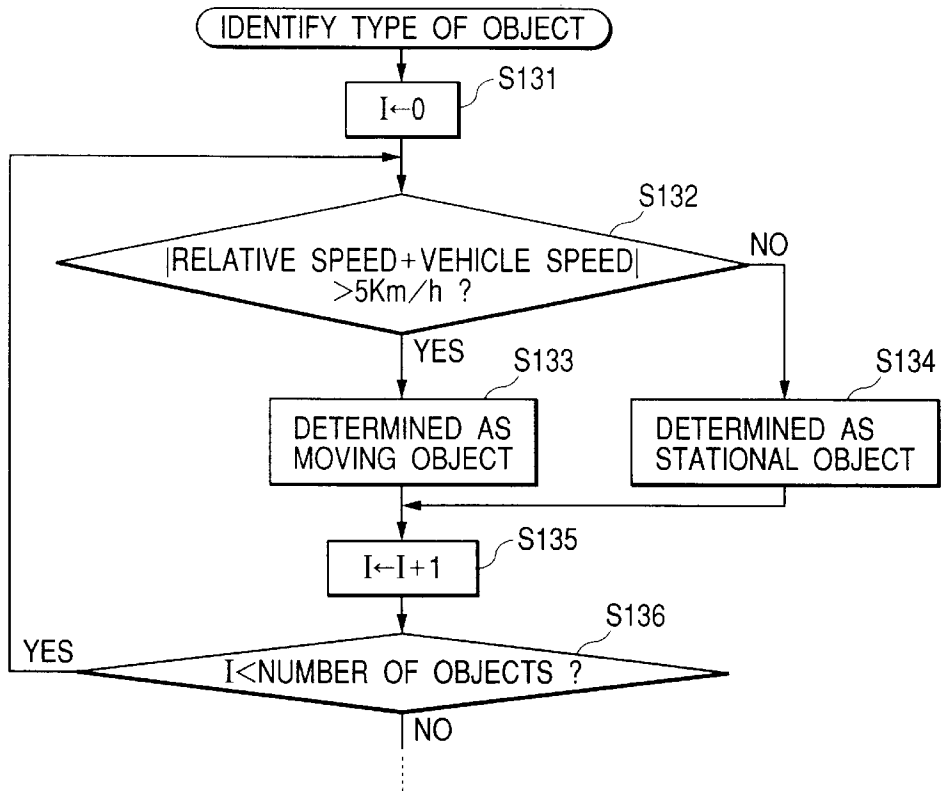 IDENTIFY TYPE OF OBJECT
S131
I←0
S132
|RELATIVE SPEED+VEHICLE SPEED|
>5Km/h ?
NO
YES
S133
DETERMINED AS
MOVING OBJECT
S134
DETERMINED AS
STATIONAL OBJECT
S135
I←I+1
S136
YES
I<NUMBER OF OBJECTS ?
NO